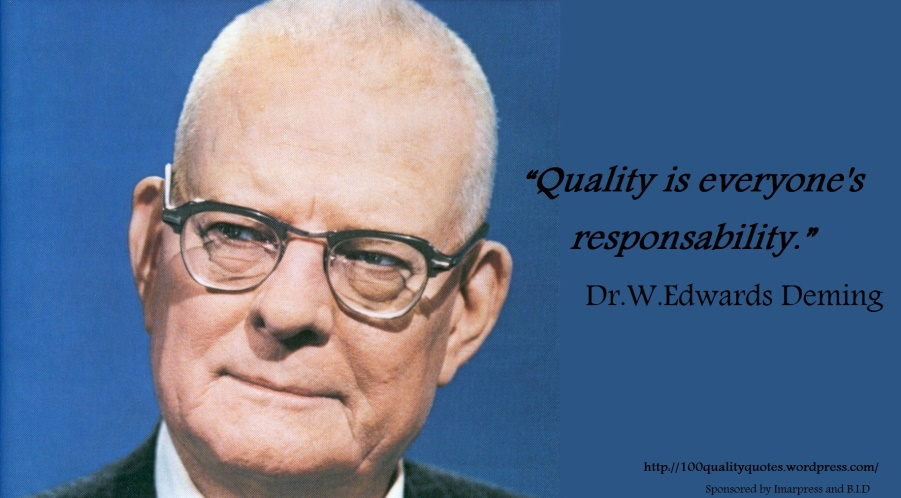 “Quality is everyone's
responsability.”
Dr.W.Edwards Deming
http://100qualityquotes.wordpress.com/
Sponsored by Imarpress and B.I.D